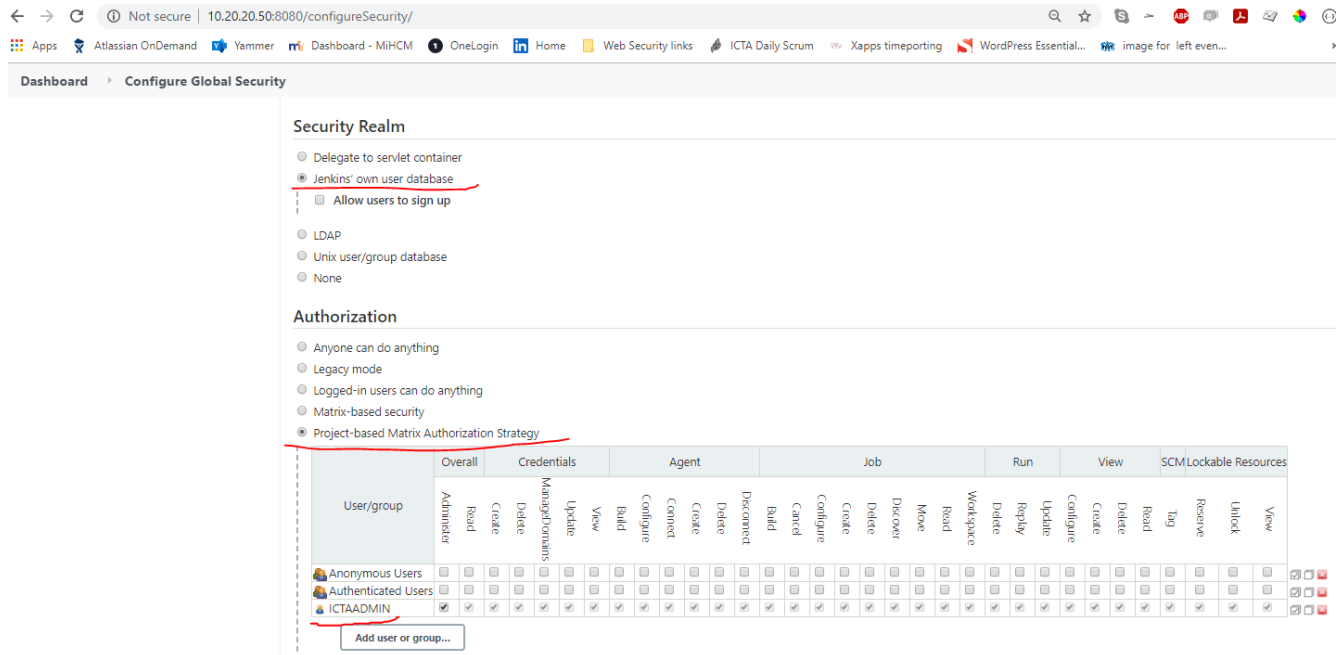 Not secure | 10.20.20.50:8080/configureSecurity/
ABP
Apps Atlassian OnDemand Yammer Dashboard - MiHCM OneLogin Home Web Security links ICTA Daily Scrum Xapps timeporting WordPress Essential... image for left even...
Dashboard Configure Global Security
Security Realm
Delegate to servlet container
Jenkins' own user database
Allow users to sign up
LDAP
Unix user/group database
None
Authorization
Anyone can do anything
Legacy mode
Logged-in users can do anything
Matrix-based security
Project-based Matrix Authorization Strategy
User/group
Overall Credentials Agent Job Run View SCM Lockable Resources
Administer Read Create Delete ManageDomains Update View Build Configure Connect Create Delete Disconnect Build Cancel Configure Create Delete Discover Move Read Workspace Delete Replay Update Configure Create Delete Read Tag Reserve Unlock View
Anonymous Users
Authenticated Users
ICTAADMIN
Add user or group...